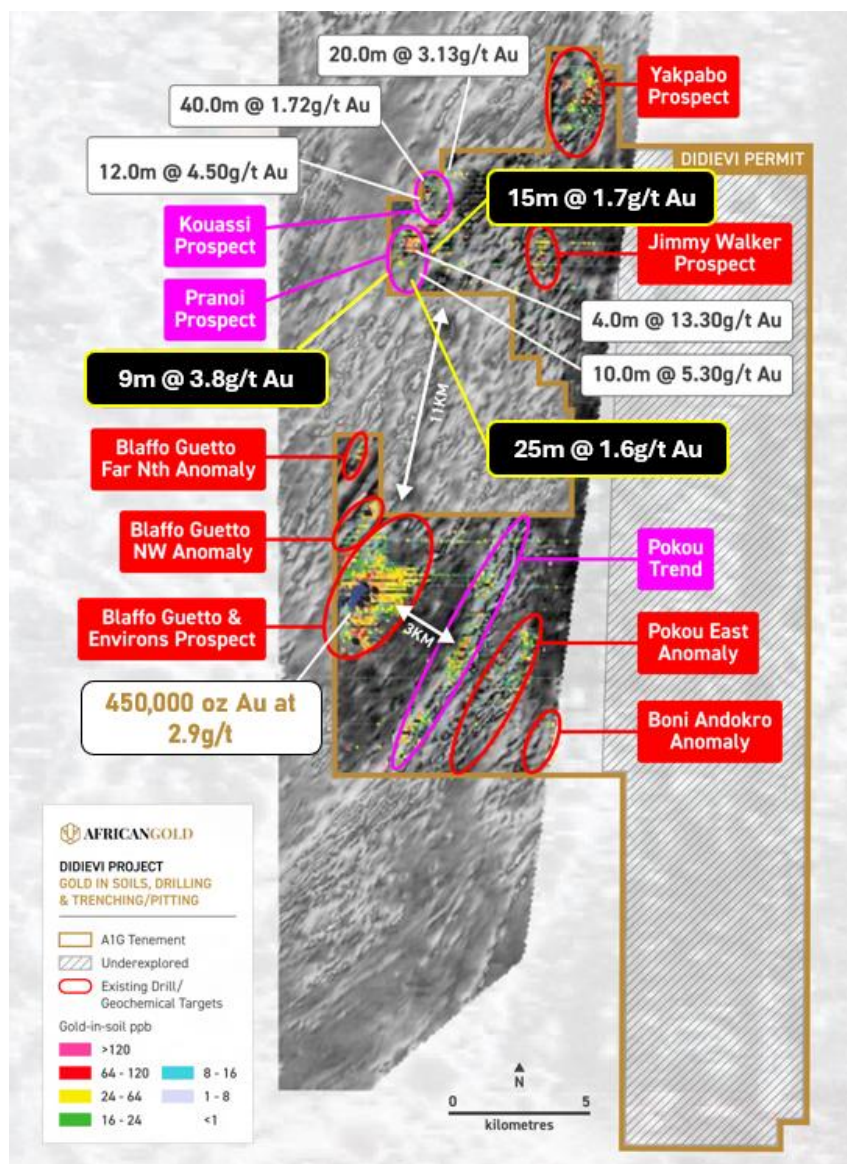 20.0m @ 3.13g/t Au
Yakpabo
Prospect
40.0m @ 1.72g/t Au
12.0m @ 4.50g/t Au
DIDIEVI PERMIT
15m @ 1.7g/t Au
Kouassi
Prospect
Jimmy Walker
Prospect
Pranoi
Prospect
4.0m @ 13.30g/t Au
9m @ 3.8g/t Au
10.0m @ 5.30g/t Au
11KM
25m @ 1.6g/t Au
Blaffo Guetto
Far Nth Anomaly
Blaffo Guetto
NW Anomaly
Pokou
Trend
Blaffo Guetto &
Environs Prospect
3KM
Pokou East
Anomaly
450,000 oz Au at
2.9g/t
Boni Andokro
Anomaly
AFRICANGOLD
DIDIEVI PROJECT
GOLD IN SOILS, DRILLING
& TRENCHING/PITTING
A1G Tenement
Underexplored
Existing Drill/
Geochemical Targets
Gold-in-soil ppb
>120
64 - 120
8 - 16
24 - 64
1 - 8
16 - 24
<1
N
0 5
kilometres